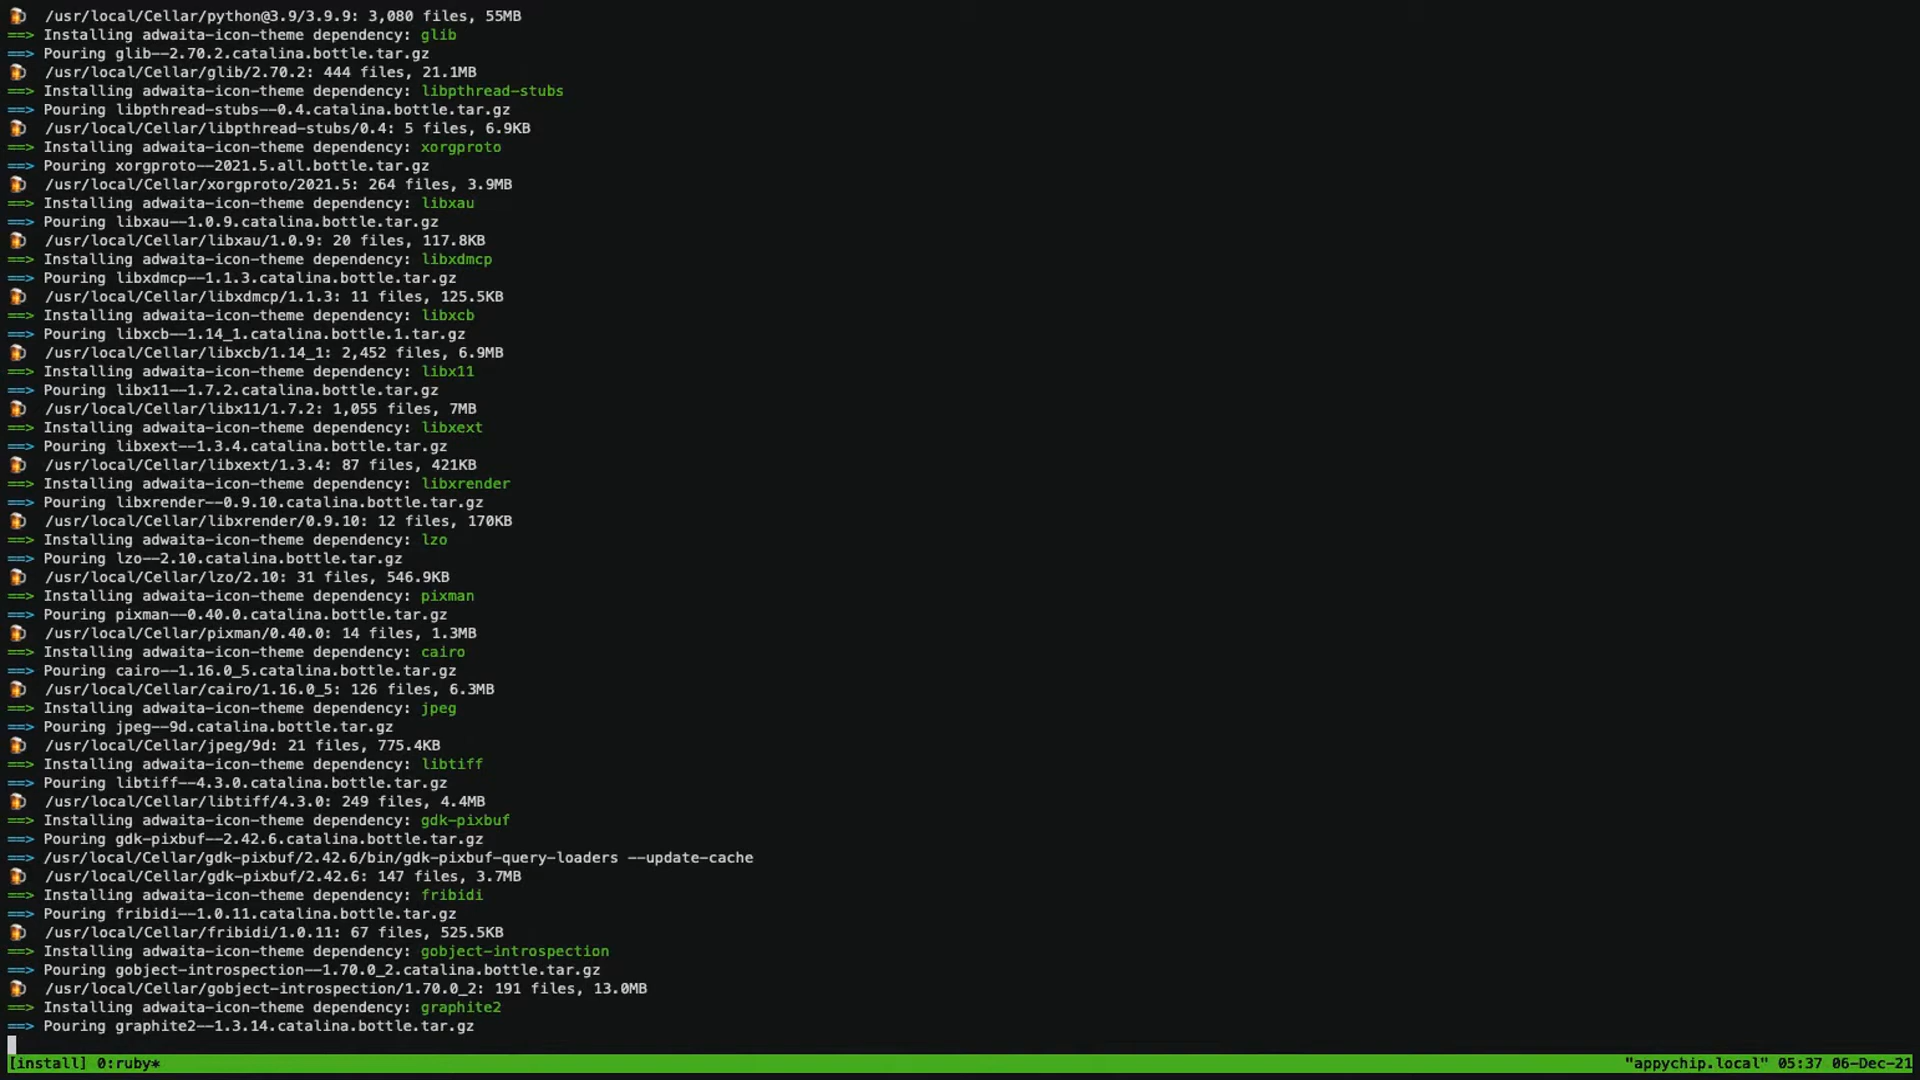 /usr/local/Cellar/python@3.9/3.9.9: 3,080 files, 55MB
==> Installing adwaita-icon-theme dependency: glib
==> Pouring glib--2.70.2.catalina.bottle.tar.gz
/usr/local/Cellar/glib/2.70.2: 444 files, 21.1MB
==> Installing adwaita-icon-theme dependency: libpthread-stubs
==> Pouring libpthread-stubs--0.4.catalina.bottle.tar.gz
/usr/local/Cellar/libpthread-stubs/0.4: 5 files, 6.9KB
==> Installing adwaita-icon-theme dependency: xorgproto
==> Pouring xorgproto--2021.5.all.bottle.tar.gz
/usr/local/Cellar/xorgproto/2021.5: 264 files, 3.9MB
==> Installing adwaita-icon-theme dependency: libxau
==> Pouring libxau--1.0.9.catalina.bottle.tar.gz
/usr/local/Cellar/libxau/1.0.9: 20 files, 117.8KB
==> Installing adwaita-icon-theme dependency: libxdmcp
==> Pouring libxdmcp--1.1.3.catalina.bottle.tar.gz
/usr/local/Cellar/libxdmcp/1.1.3: 11 files, 125.5KB
==> Installing adwaita-icon-theme dependency: libxcb
==> Pouring libxcb--1.14_1.catalina.bottle.1.tar.gz
/usr/local/Cellar/libxcb/1.14_1: 2,452 files, 6.9MB
==> Installing adwaita-icon-theme dependency: libx11
==> Pouring libx11--1.7.2.catalina.bottle.tar.gz
/usr/local/Cellar/libx11/1.7.2: 1,055 files, 7MB
==> Installing adwaita-icon-theme dependency: libxext
==> Pouring libxext--1.3.4.catalina.bottle.tar.gz
/usr/local/Cellar/libxext/1.3.4: 87 files, 421KB
==> Installing adwaita-icon-theme dependency: libxrender
==> Pouring libxrender--0.9.10.catalina.bottle.tar.gz
/usr/local/Cellar/libxrender/0.9.10: 12 files, 170KB
==> Installing adwaita-icon-theme dependency: lzo
==> Pouring lzo--2.10.catalina.bottle.tar.gz
/usr/local/Cellar/lzo/2.10: 31 files, 546.9KB
==> Installing adwaita-icon-theme dependency: pixman
==> Pouring pixman--0.40.0.catalina.bottle.tar.gz
/usr/local/Cellar/pixman/0.40.0: 14 files, 1.3MB
==> Installing adwaita-icon-theme dependency: cairo
==> Pouring cairo--1.16.0_5.catalina.bottle.tar.gz
/usr/local/Cellar/cairo/1.16.0_5: 126 files, 6.3MB
==> Installing adwaita-icon-theme dependency: jpeg
==> Pouring jpeg--9d.catalina.bottle.tar.gz
/usr/local/Cellar/jpeg/9d: 21 files, 775.4KB
==> Installing adwaita-icon-theme dependency: libtiff
==> Pouring libtiff--4.3.0.catalina.bottle.tar.gz
/usr/local/Cellar/libtiff/4.3.0: 249 files, 4.4MB
==> Installing adwaita-icon-theme dependency: gdk-pixbuf
==> Pouring gdk-pixbuf--2.42.6.catalina.bottle.tar.gz
==> /usr/local/Cellar/gdk-pixbuf/2.42.6/bin/gdk-pixbuf-query-loaders --update-cache
/usr/local/Cellar/gdk-pixbuf/2.42.6: 147 files, 3.7MB
==> Installing adwaita-icon-theme dependency: fribidi
==> Pouring fribidi--1.0.11.catalina.bottle.tar.gz
/usr/local/Cellar/fribidi/1.0.11: 67 files, 525.5KB
==> Installing adwaita-icon-theme dependency: gobject-introspection
==> Pouring gobject-introspection--1.70.0_2.catalina.bottle.tar.gz
/usr/local/Cellar/gobject-introspection/1.70.0_2: 191 files, 13.0MB
==> Installing adwaita-icon-theme dependency: graphite2
==> Pouring graphite2--1.3.14.catalina.bottle.tar.gz
[install] 0:ruby* "appychip.local" 05:37 06-Dec-21